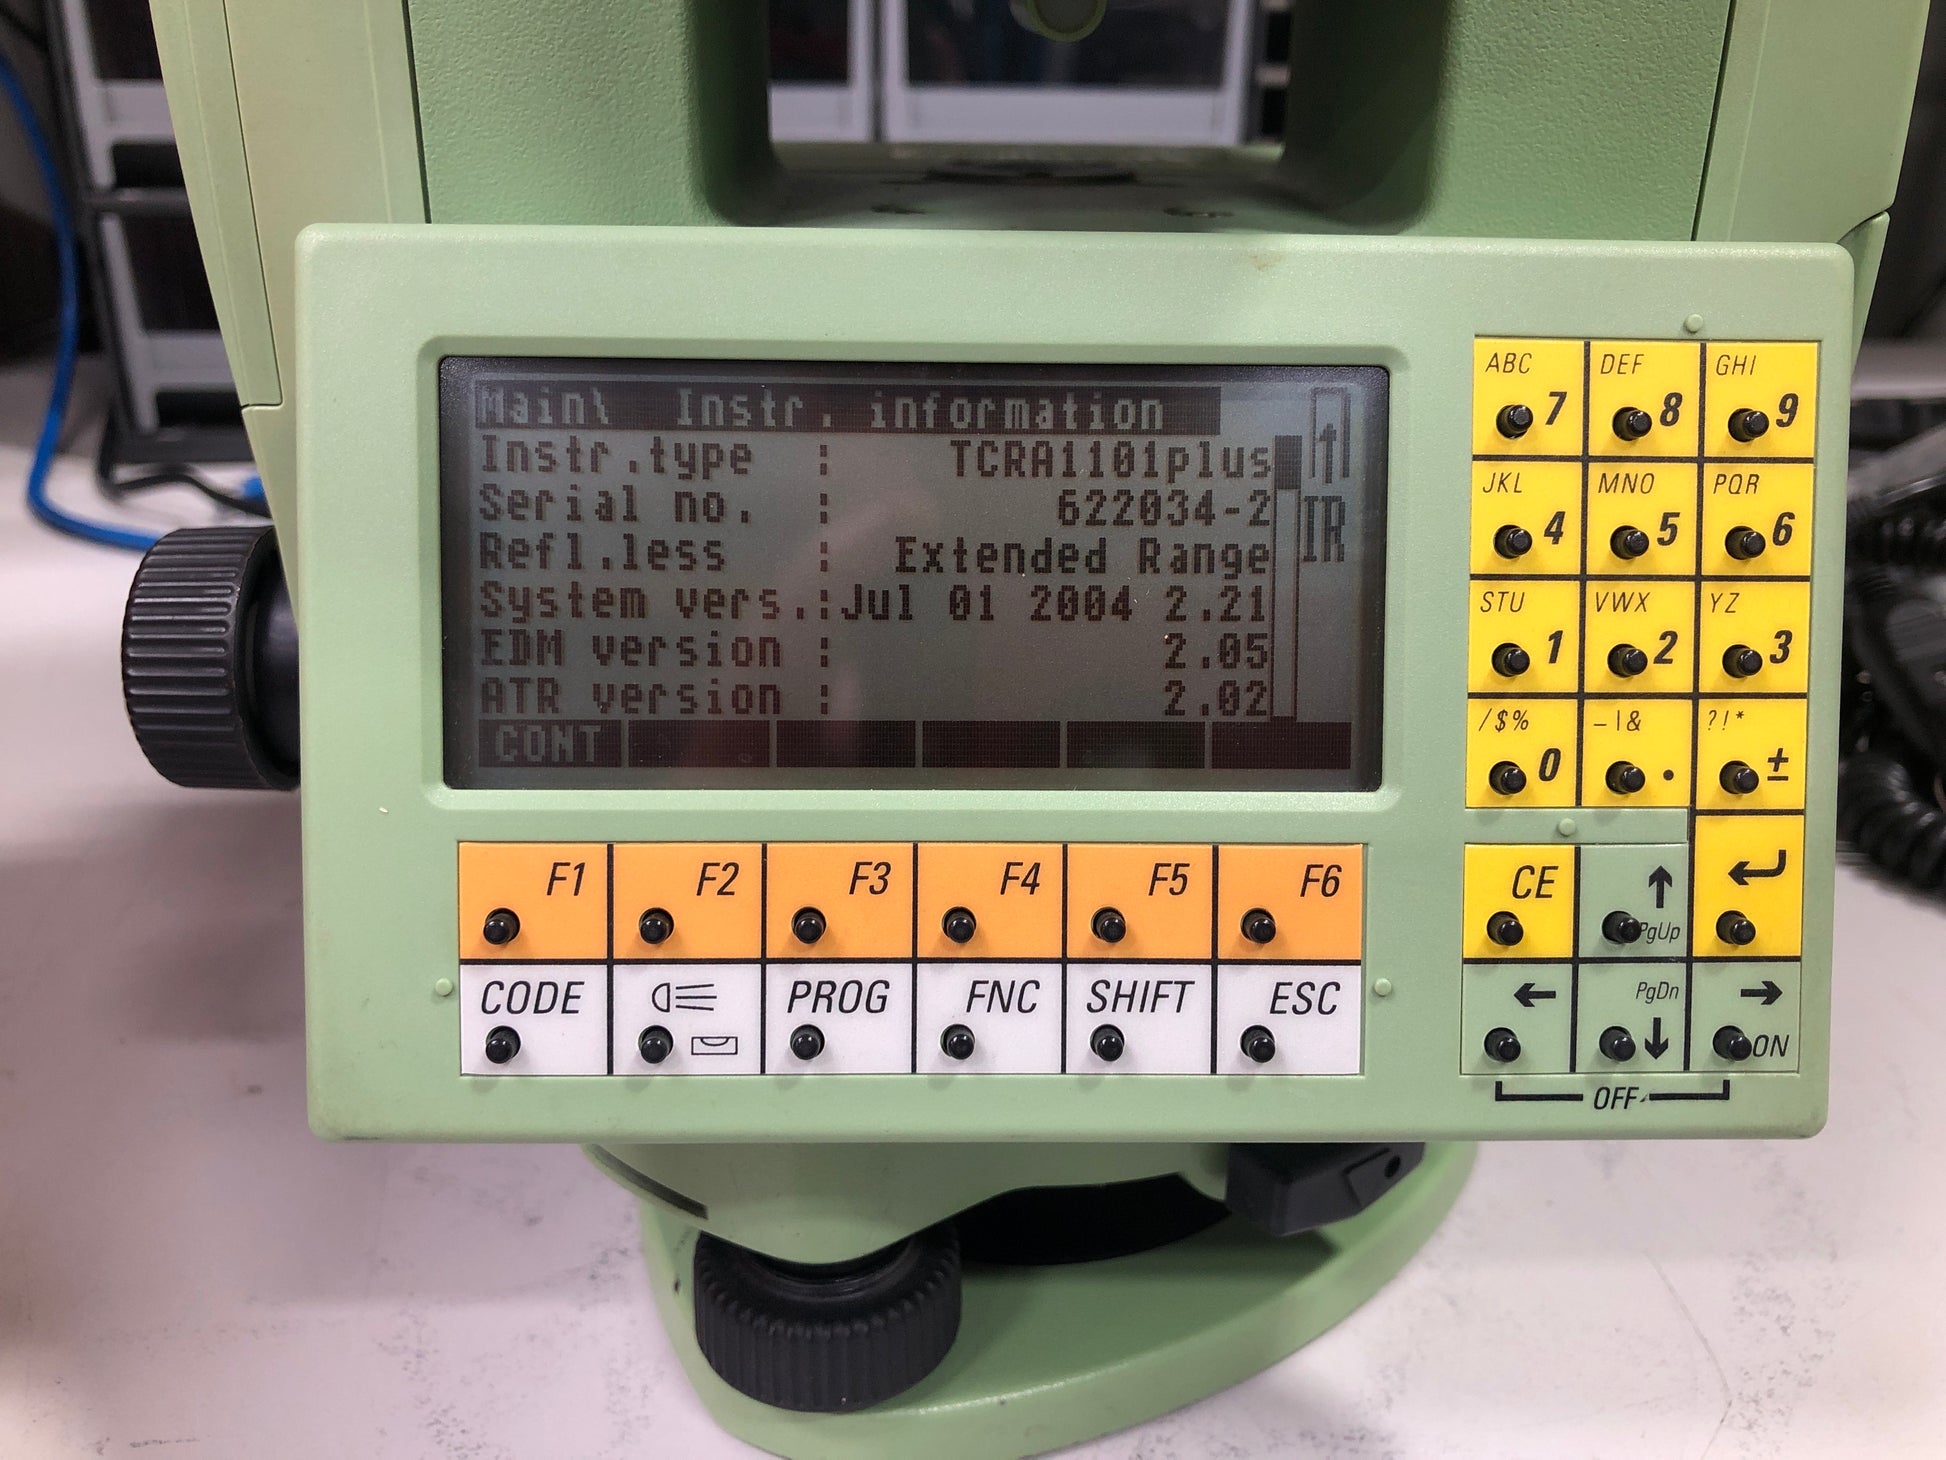 Main\ Instr. information
Instr.type : TCRA1101plus
Serial no. : 622034-2
IR
Refl.less : Extended Range
System vers.:Jul 01 2004 2.21
EDM version : 2.05
ATR version : 2.02
CONT
ABC 7 DEF 8 GHI 9
JKL 4 MNO 5 PQR 6
STU 1 VWX 2 YZ 3
/$% 0 -|& . ?!* ±
F1 F2 F3 F4 F5 F6
CE PgUp
CODE PROG FNC SHIFT ESC
PgDn ON
OFF